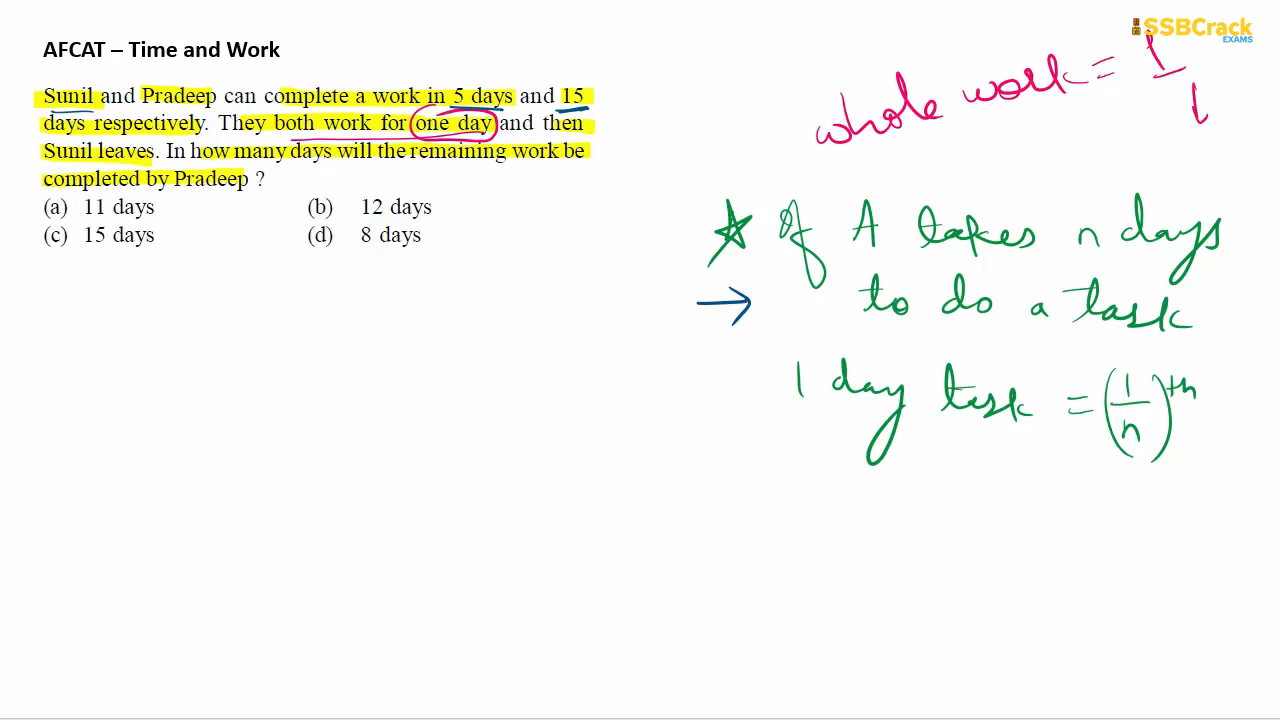 SSBCrack
EXAMS
AFCAT – Time and Work
whole work = 1/1
Sunil and Pradeep can complete a work in 5 days and 15
days respectively. They both work for one day and then
Sunil leaves. In how many days will the remaining work be
completed by Pradeep ?
(a) 11 days (b) 12 days
(c) 15 days (d) 8 days
★ If A takes n days
→ to do a task
1 day task = (1/n)th